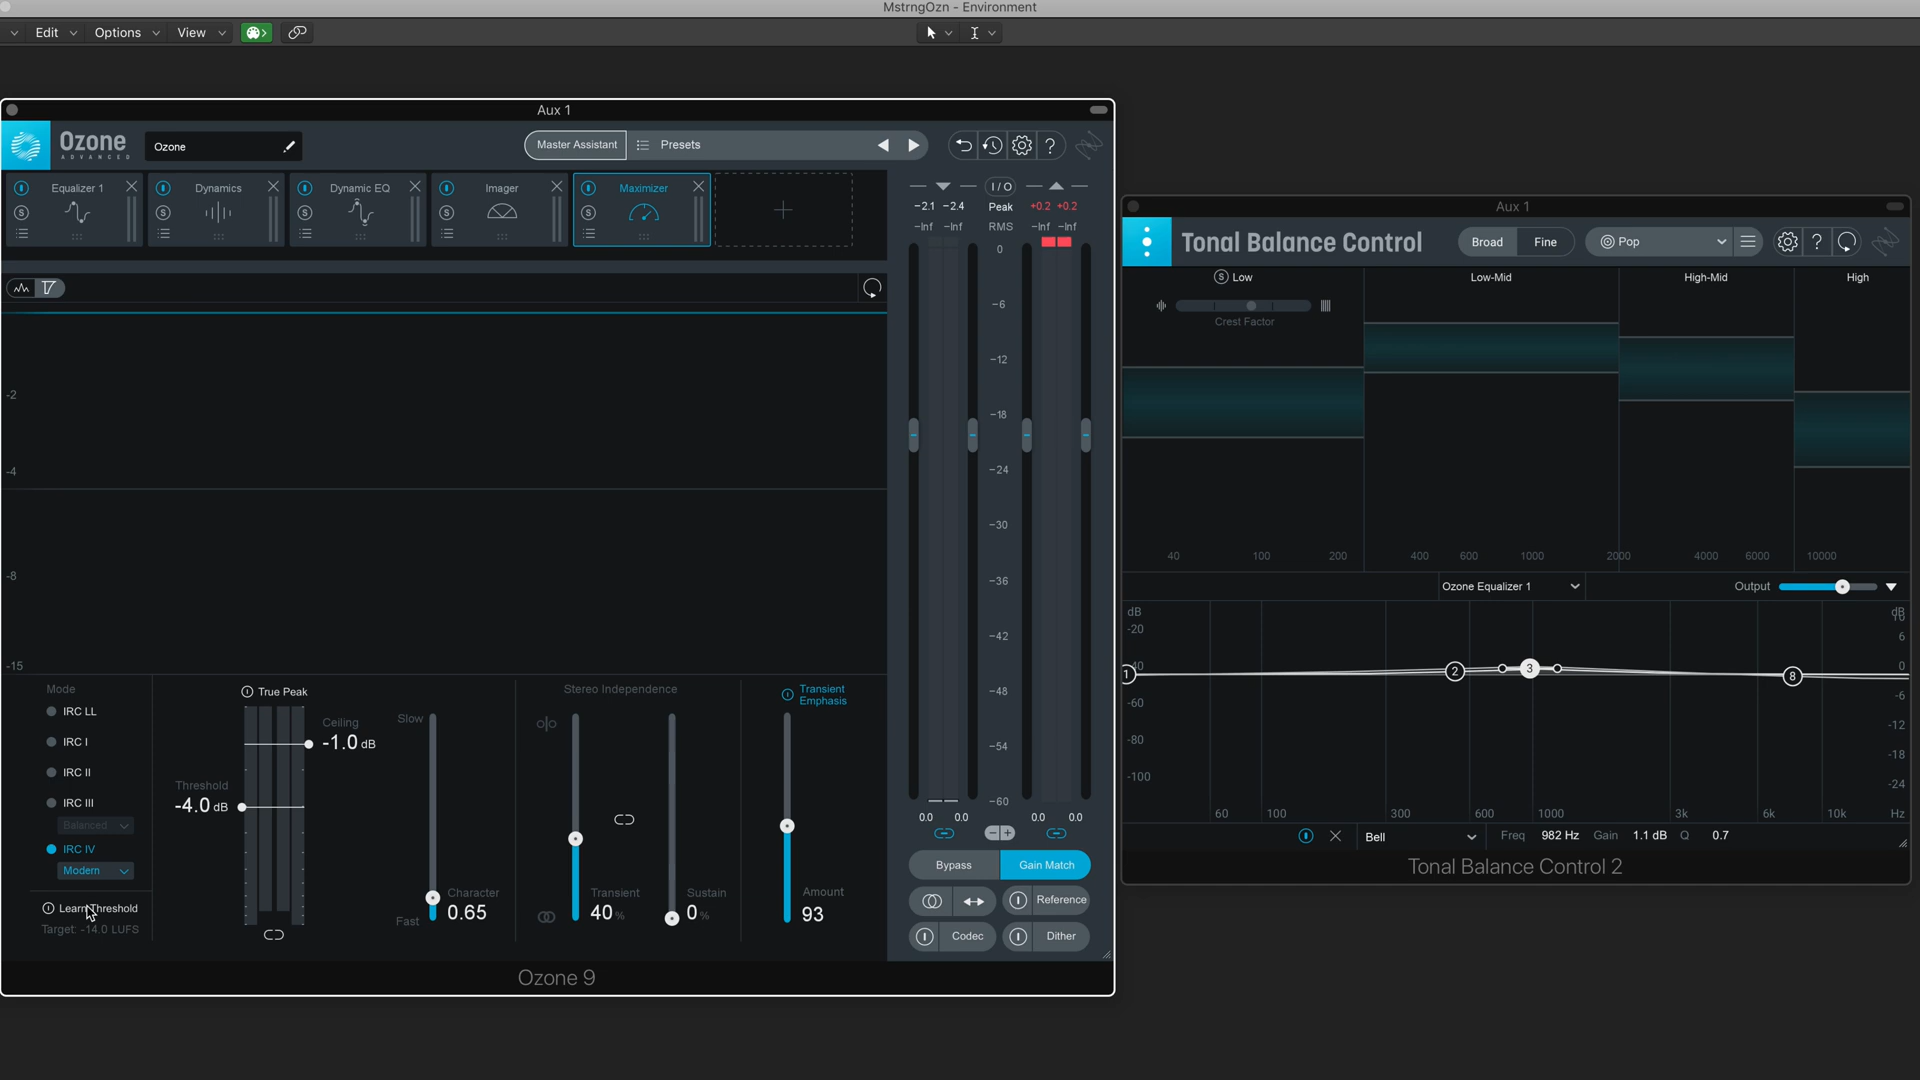 MstrngOzn - Environment
Edit Options View
Aux 1
Ozone
ADVANCED
Ozone
Master Assistant Presets ?
Equalizer 1 Dynamics Dynamic EQ Imager Maximizer
S S S S S
I/O
-2.1 -2.4 Peak +0.2 +0.2
-Inf -Inf RMS -Inf -Inf
0
-6
-12
-18
-24
-30
-36
-42
-48
-54
-60
-2
-4
-8
-15
Mode
IRC LL
IRC I
IRC II
IRC III
Balanced
IRC IV
Modern
Learn Threshold
Target: -14.0 LUFS
True Peak
Ceiling
-1.0 dB
Threshold
-4.0 dB
Slow
Character
0.65
Fast
Stereo Independence
Transient
40 %
Sustain
0 %
Transient
Emphasis
Amount
93
0.0 0.0 0.0 0.0
Bypass Gain Match
Reference
Codec Dither
Ozone 9
Aux 1
Tonal Balance Control Broad Fine Pop ?
S Low Low-Mid High-Mid High
Crest Factor
40 100 200 400 600 1000 2000 4000 6000 10000
Ozone Equalizer 1 Output
dB
-20
-40
-60
-80
-100
1 2 3 8
dB
10
6
0
-6
-12
-18
-24
60 100 300 600 1000 3k 6k 10k Hz
Bell Freq 982 Hz Gain 1.1 dB Q 0.7
Tonal Balance Control 2